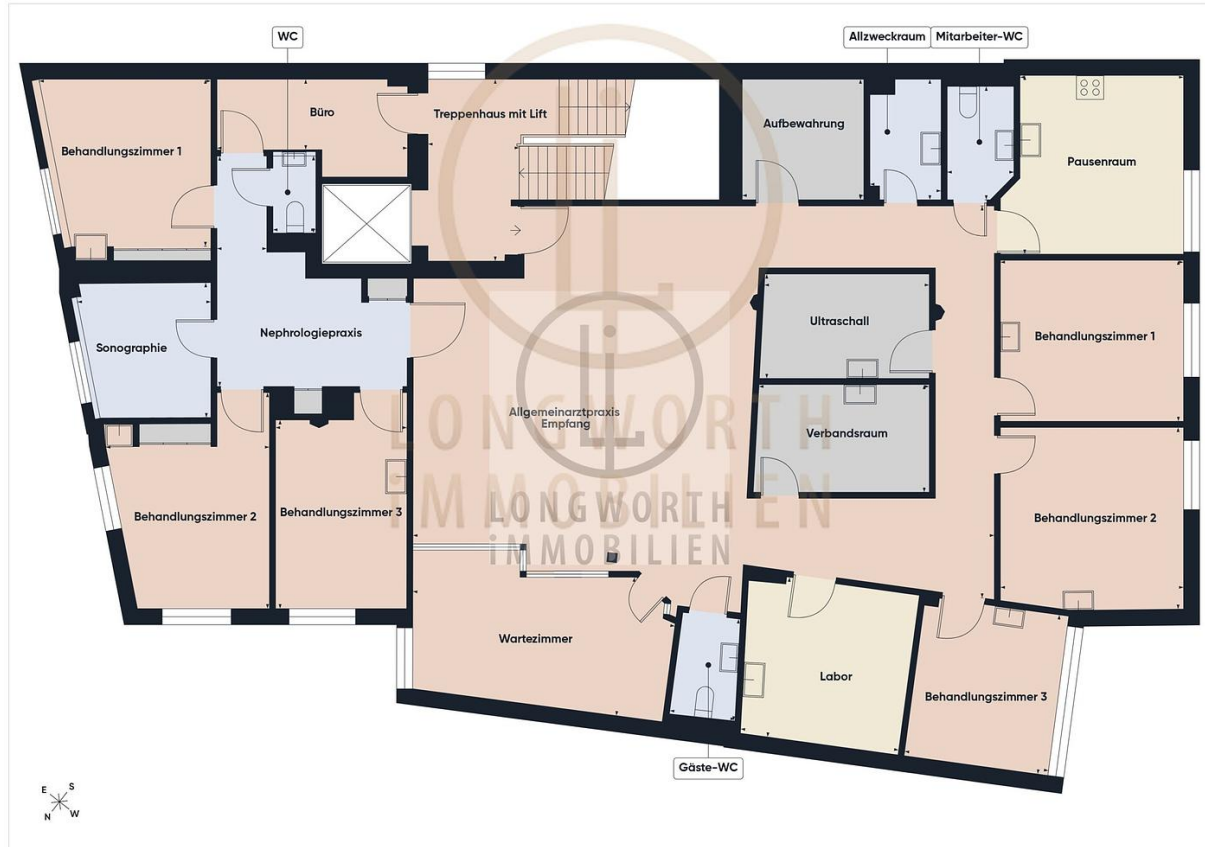 WC
Allzweckraum
Mitarbeiter-WC
Büro
Treppenhaus mit Lift
Aufbewahrung
Behandlungszimmer 1
Pausenraum
Nephrologiepraxis
Sonographie
Ultraschall
Behandlungszimmer 1
Allgemeinarztpraxis
Empfang
Verbandsraum
LONGWORTH
iMMOBILIEN
LONGWORTH
iMMOBILIEN
Behandlungszimmer 2
Behandlungszimmer 3
Behandlungszimmer 2
Wartezimmer
Labor
Behandlungszimmer 3
Gäste-WC
E
S
N
W